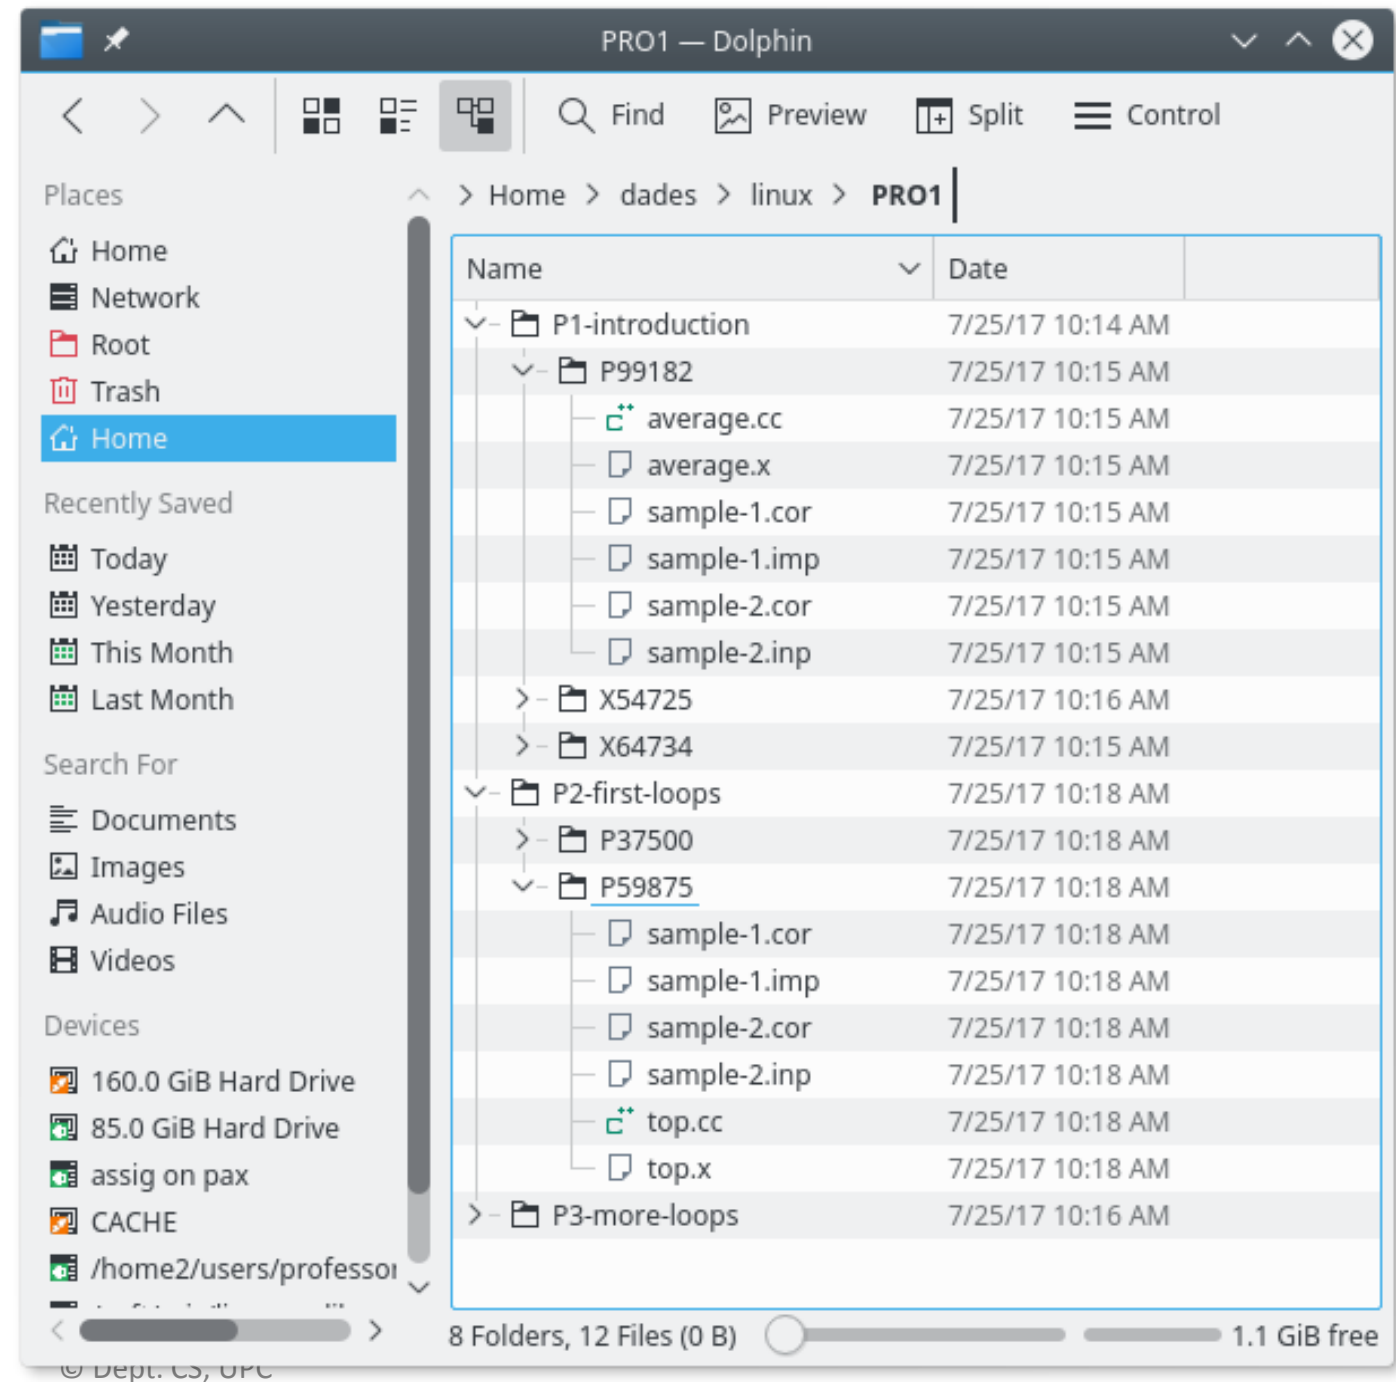 PRO1 — Dolphin
Find Preview Split Control
Places
Home
Network
Root
Trash
Home
Recently Saved
Today
Yesterday
This Month
Last Month
Search For
Documents
Images
Audio Files
Videos
Devices
160.0 GiB Hard Drive
85.0 GiB Hard Drive
assig on pax
CACHE
/home2/users/professor
> Home > dades > linux > PRO1
Name Date
P1-introduction 7/25/17 10:14 AM
P99182 7/25/17 10:15 AM
average.cc 7/25/17 10:15 AM
average.x 7/25/17 10:15 AM
sample-1.cor 7/25/17 10:15 AM
sample-1.imp 7/25/17 10:15 AM
sample-2.cor 7/25/17 10:15 AM
sample-2.inp 7/25/17 10:15 AM
X54725 7/25/17 10:16 AM
X64734 7/25/17 10:15 AM
P2-first-loops 7/25/17 10:18 AM
P37500 7/25/17 10:18 AM
P59875 7/25/17 10:18 AM
sample-1.cor 7/25/17 10:18 AM
sample-1.imp 7/25/17 10:18 AM
sample-2.cor 7/25/17 10:18 AM
sample-2.inp 7/25/17 10:18 AM
top.cc 7/25/17 10:18 AM
top.x 7/25/17 10:18 AM
P3-more-loops 7/25/17 10:16 AM
8 Folders, 12 Files (0 B) 1.1 GiB free
© Dept. CS, UPC